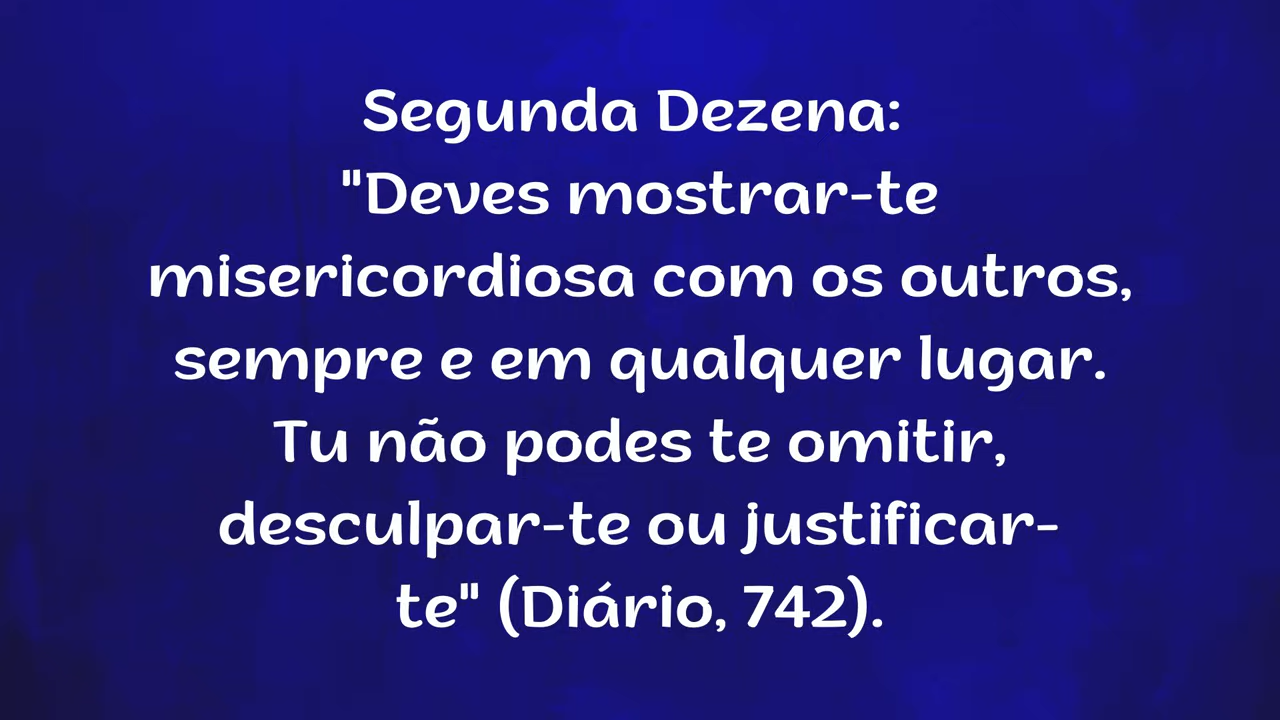 Segunda Dezena:
"Deves mostrar-te
misericordiosa com os outros,
sempre e em qualquer lugar.
Tu não podes te omitir,
desculpar-te ou justificar-
te" (Diário, 742).